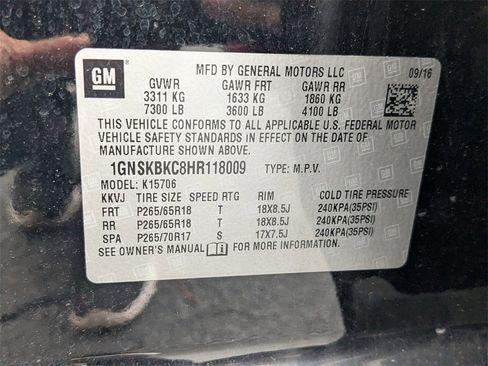 GM
MFD BY GENERAL MOTORS LLC 09/16
GVWR GAWR FRT GAWR RR
3311 KG 1633 KG 1860 KG
7300 LB 3600 LB 4100 LB
THIS VEHICLE CONFORMS TO ALL APPLICABLE U.S. FEDERAL MOTOR
VEHICLE SAFETY STANDARDS IN EFFECT ON THE DATE OF
MANUFACTURE SHOWN ABOVE.
1GNSKBKC8HR118009 TYPE: M.P.V.
MODEL: K15706
KKVJ TIRE SIZE SPEED RTG RIM COLD TIRE PRESSURE
FRT P265/65R18 T 18X8.5J 240KPA(35PSI)
RR P265/65R18 T 18X8.5J 240KPA(35PSI)
SPA P265/70R17 S 17X7.5J 240KPA(35PSI)
SEE OWNER'S MANUAL FOR MORE INFORMATION.